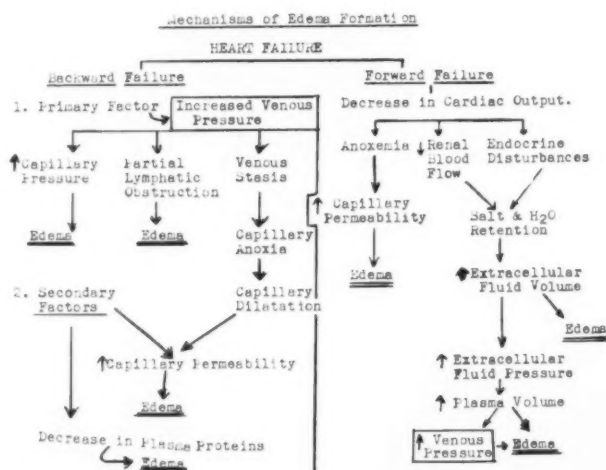 Mechanisms of Edema Formation
HEART FAILURE
Backward Failure
Forward Failure
1. Primary Factor
Increased Venous
Pressure
Decrease in Cardiac Output.
↑Capillary
Pressure
Partial
Lymphatic
Obstruction
Venous
Stasis
Anoxemia
↓ Renal
Blood
Flow
Endocrine
Disturbances
Edema
Edema
Capillary
Anoxia
↑ Capillary
Permeability
Salt & H2O
Retention
Edema
2. Secondary
Factors
Capillary
Dilatation
↑Extracellular
Fluid Volume
Edema
↑Capillary Permeability
Edema
↑Extracellular
Fluid Pressure
↑ Plasma Volume
Decrease in Plasma Proteins
Edema
↑ Venous
Pressure
Edema